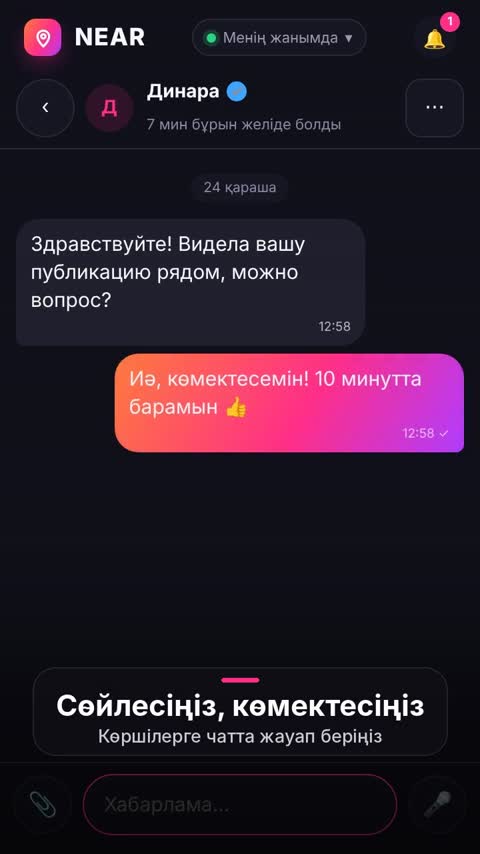 NEAR
Менің жанымда ▾
1
Д
Динара
7 мин бұрын желіде болды
24 қараша
Здравствуйте! Видела вашу
публикацию рядом, можно
вопрос?
12:58
Иә, көмектесемін! 10 минутта
барамын 👍
12:58 ✓
Сөйлесіңіз, көмектесіңіз
Көршілерге чатта жауап беріңіз
Хабарлама...